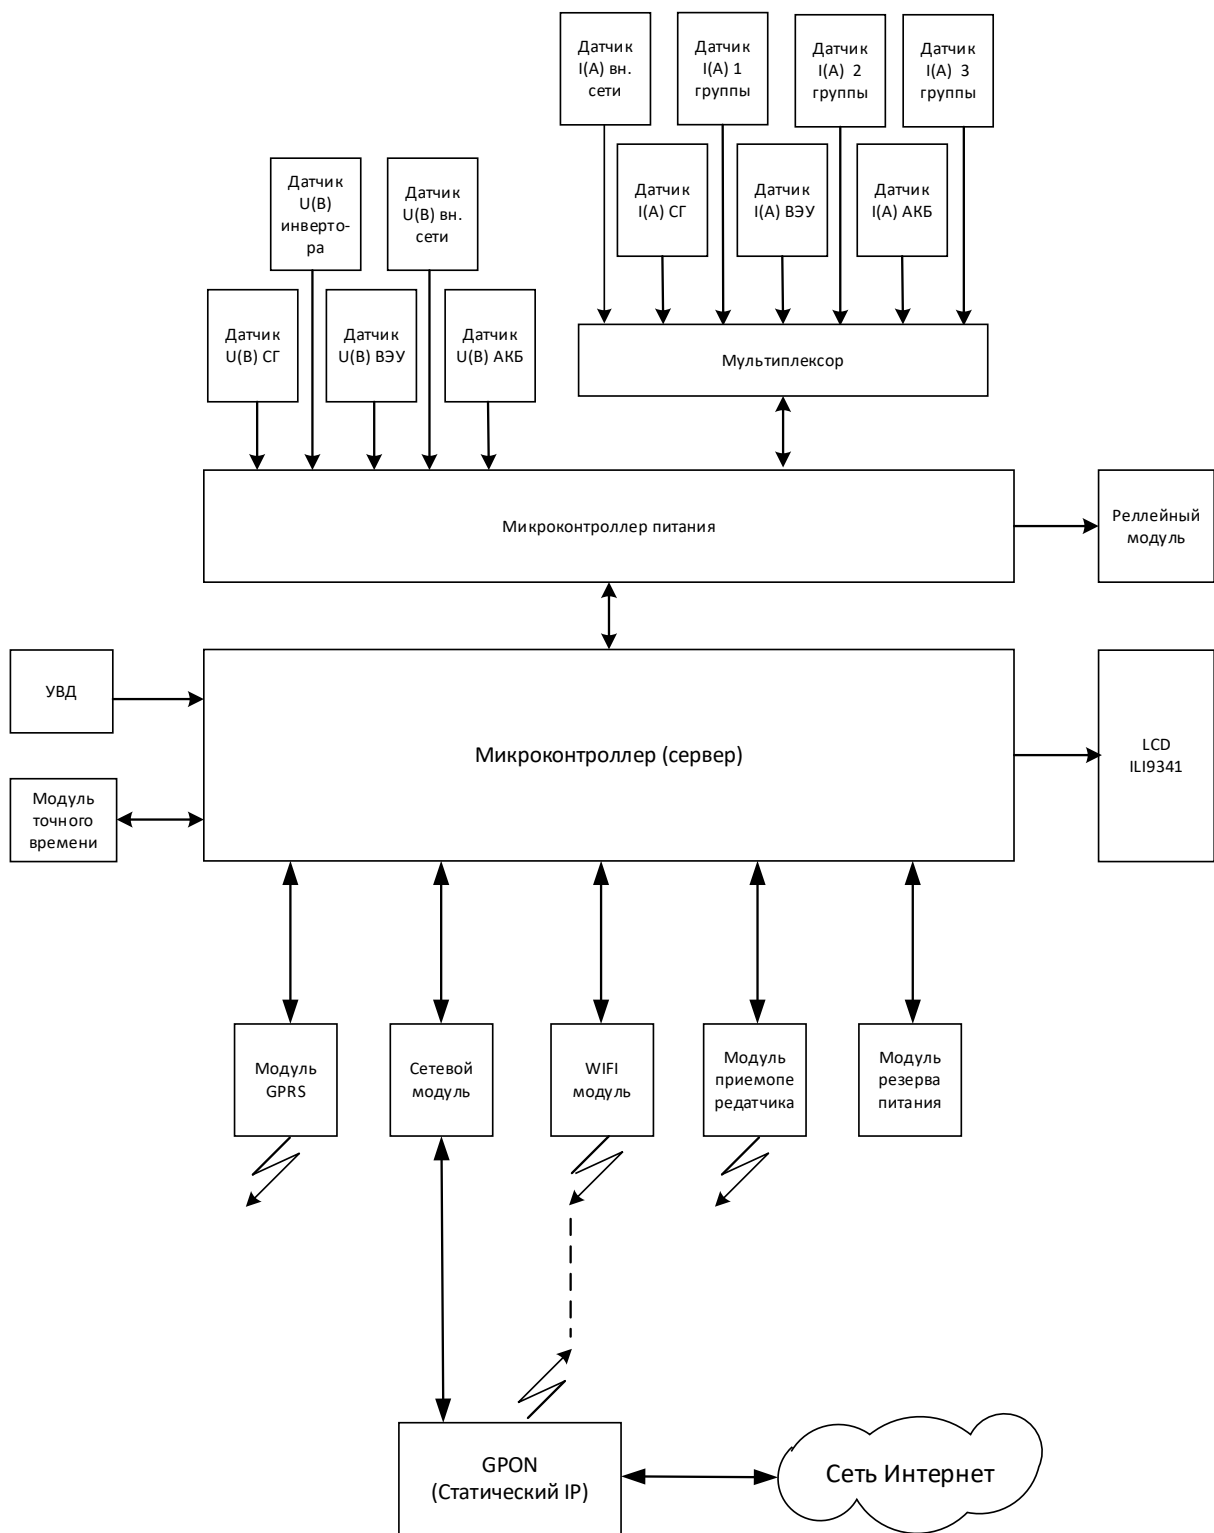 Датчик
I(A) вн.
сети
Датчик
I(A) 1
группы
Датчик
I(A) 2
группы
Датчик
I(A) 3
группы
Датчик
I(A) СГ
Датчик
I(A) ВЭУ
Датчик
I(A) АКБ
Датчик
U(В)
инверто-
ра
Датчик
U(В) вн.
сети
Датчик
U(В) СГ
Датчик
U(В) ВЭУ
Датчик
U(В) АКБ
Мультиплексор
Микроконтроллер питания
Реллейный
модуль
УВД
Микроконтроллер (сервер)
LCD
ILI9341
Модуль
точного
времени
Модуль
GPRS
Сетевой
модуль
WIFI
модуль
Модуль
приемопе
редатчика
Модуль
резерва
питания
GPON
(Статический IP)
Сеть Интернет